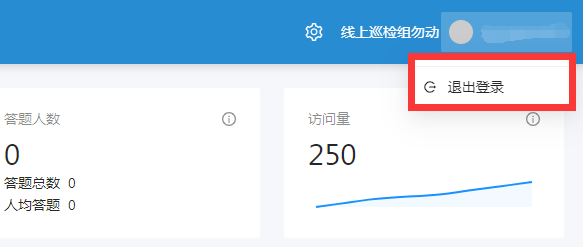 线上巡检组勿动
退出登录
答题人数
0
答题总数 0
人均答题 0
访问量
250